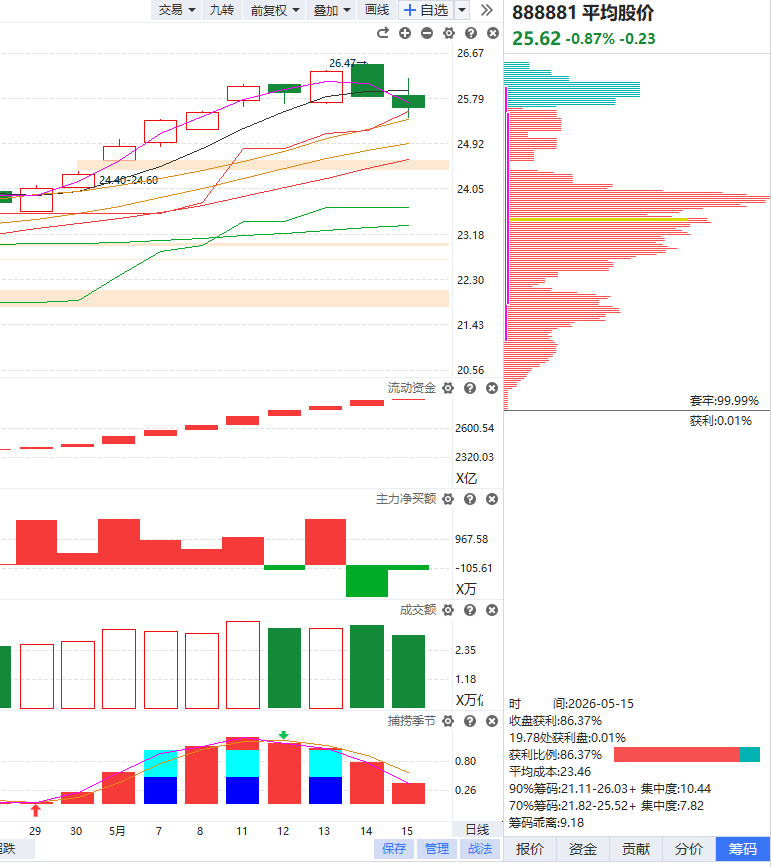 交易 九转 前复权 叠加 画线 + 自选
888881 平均股价
25.62 -0.87% -0.23
26.67
26.47
25.79
24.92
24.40-24.60
24.05
23.18
22.30
21.43
20.56
套牢:99.99%
获利:0.01%
流动资金
2600.54
2320.03
X亿
主力净买额
967.58
-105.61
X万
成交额
2.35
1.18
X万亿
捕捞季节
0.80
0.26
29 30 5月 7 8 11 12 13 14 15 日线
保存 管理 战法
时 间:2026-05-15
收盘获利:86.37%
19.78处获利盘:0.01%
获利比例:86.37%
平均成本:23.46
90%筹码:21.11-26.03+ 集中度:10.44
70%筹码:21.82-25.52+ 集中度:7.82
筹码乖离:9.18
报价 资金 贡献 分价 筹码